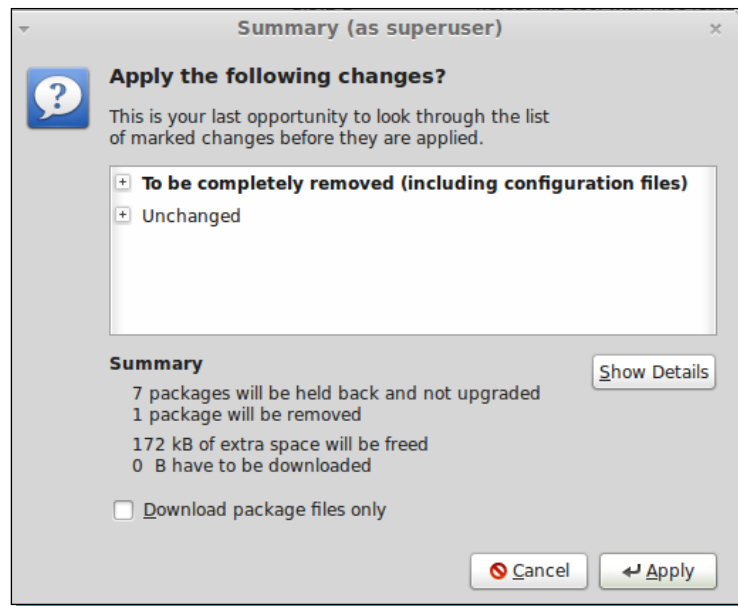 Summary (as superuser)
Apply the following changes?
This is your last opportunity to look through the list
of marked changes before they are applied.
To be completely removed (including configuration files)
Unchanged
Summary
Show Details
7 packages will be held back and not upgraded
1 package will be removed
172 kB of extra space will be freed
0 B have to be downloaded
Download package files only
Cancel
Apply